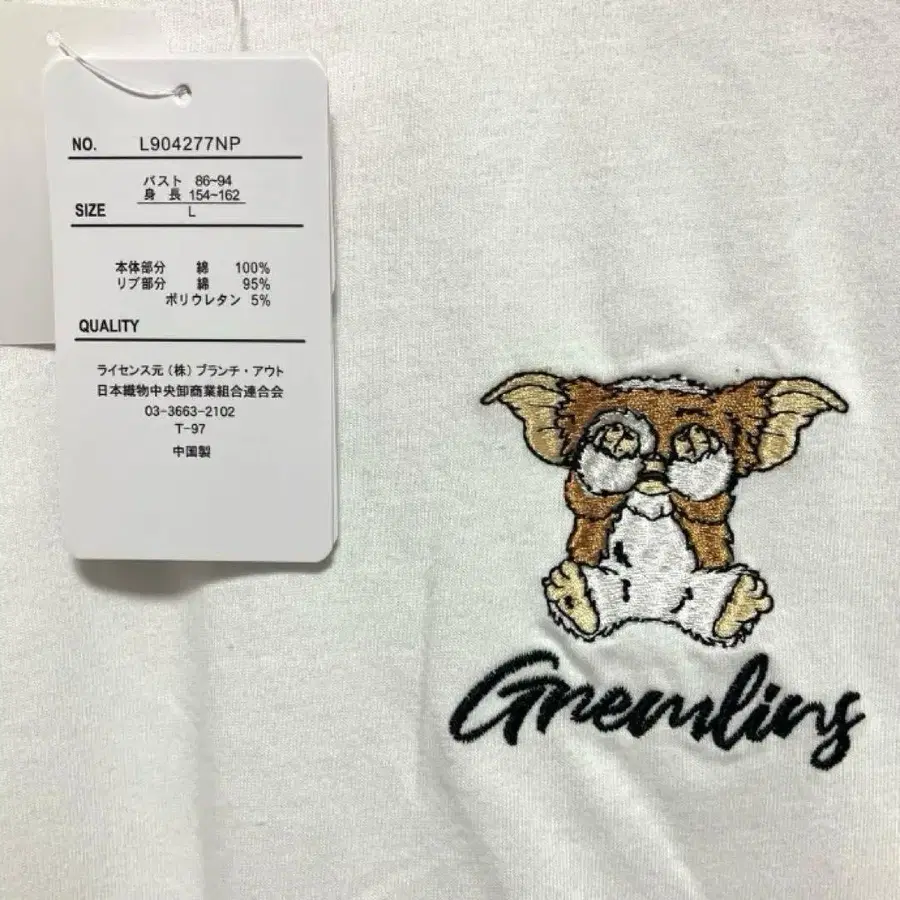 NO. L904277NP
バスト 86~94
身 長 154~162
SIZE L
本体部分 綿 100%
リブ部分 綿 95%
ポリウレタン 5%
QUALITY
ライセンス元(株)ブランチ・アウト
日本織物中央卸商業組合連合会
03-3663-2102
T-97
中国製
Gremlins